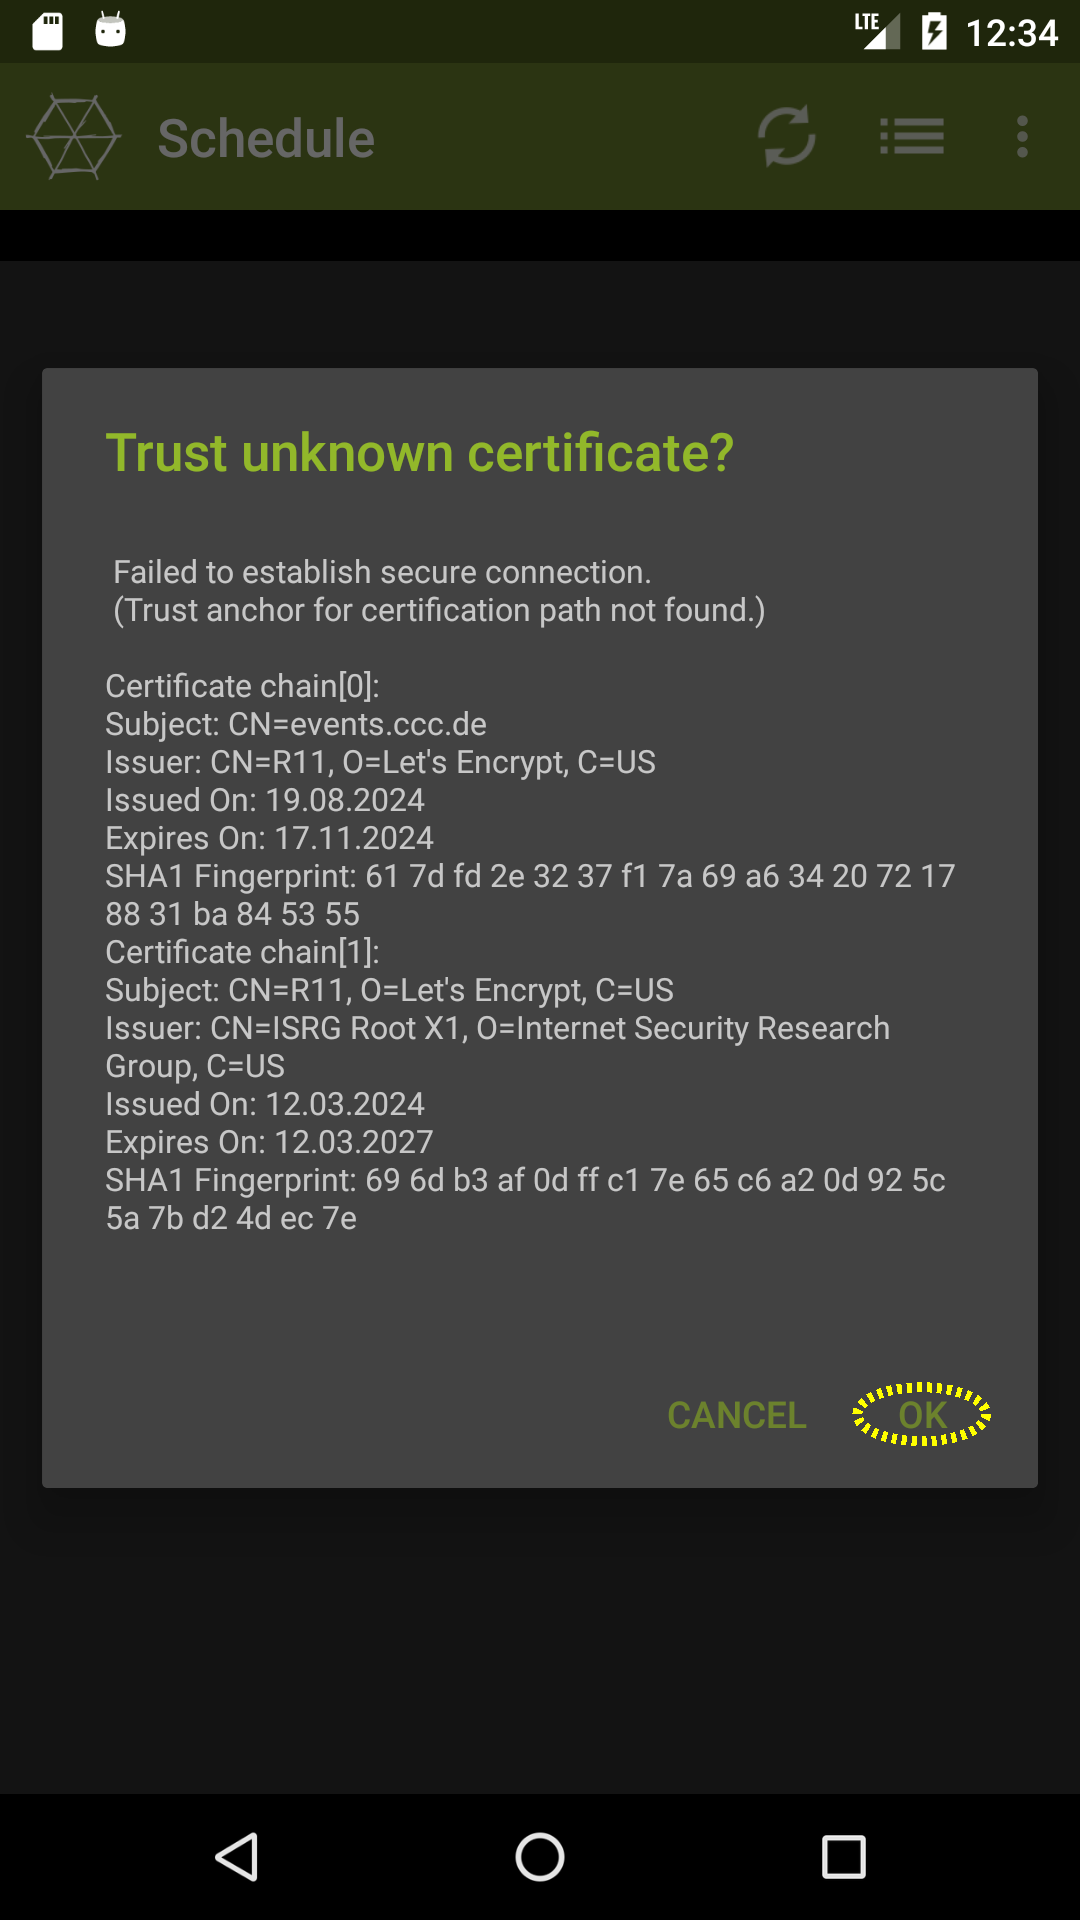 LTE 12:34
Schedule
Trust unknown certificate?
Failed to establish secure connection.
(Trust anchor for certification path not found.)
Certificate chain[0]:
Subject: CN=events.ccc.de
Issuer: CN=R11, O=Let's Encrypt, C=US
Issued On: 19.08.2024
Expires On: 17.11.2024
SHA1 Fingerprint: 61 7d fd 2e 32 37 f1 7a 69 a6 34 20 72 17
88 31 ba 84 53 55
Certificate chain[1]:
Subject: CN=R11, O=Let's Encrypt, C=US
Issuer: CN=ISRG Root X1, O=Internet Security Research
Group, C=US
Issued On: 12.03.2024
Expires On: 12.03.2027
SHA1 Fingerprint: 69 6d b3 af 0d ff c1 7e 65 c6 a2 0d 92 5c
5a 7b d2 4d ec 7e
CANCEL OK